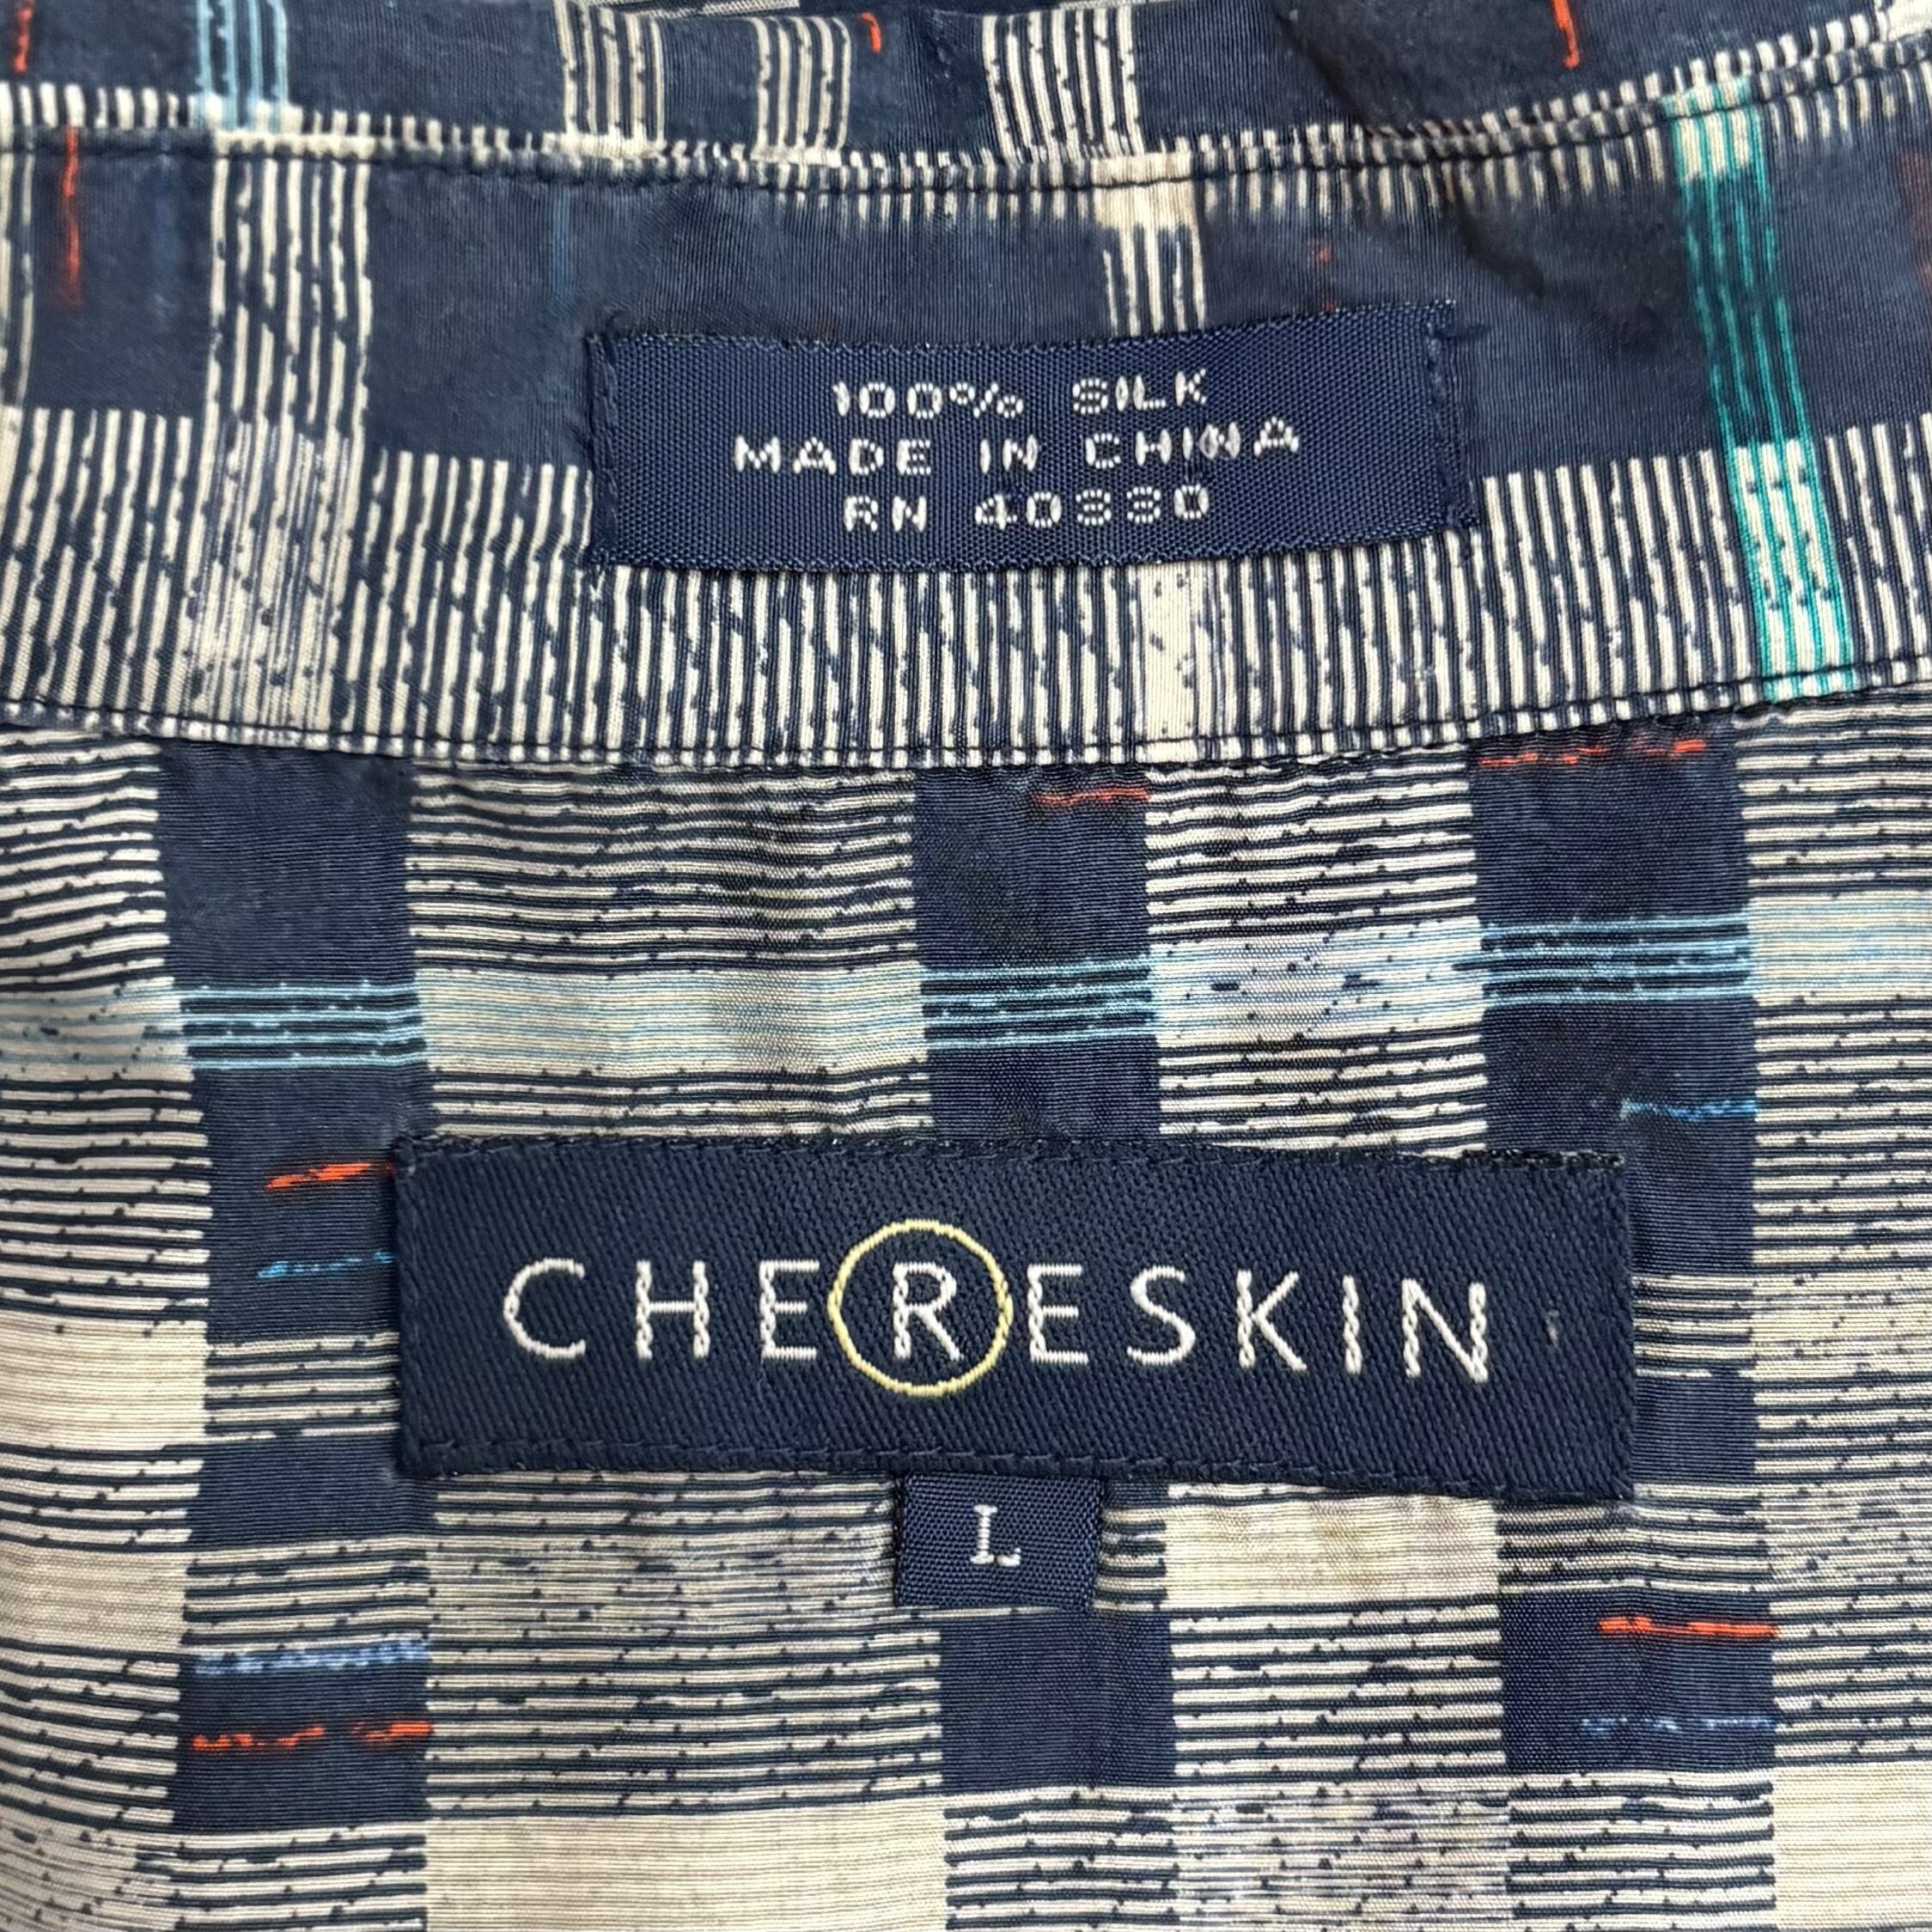 100% SILK
MADE IN CHINA
RN 40330
CHERESKIN
L